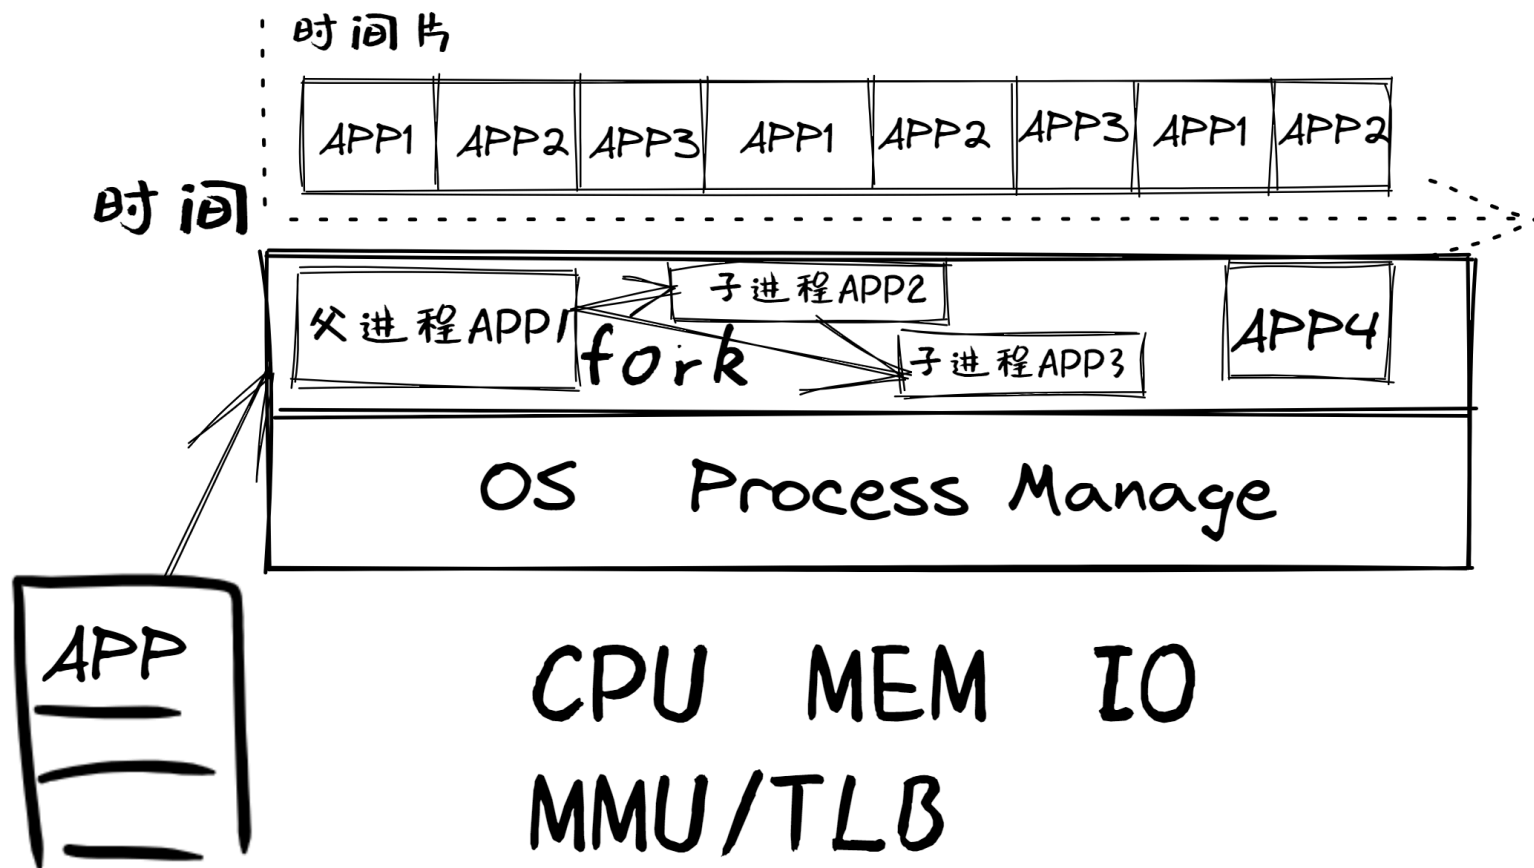 时间片
APP1 APP2 APP3 APP1 APP2 APP3 APP1 APP2
时间
父进程APP1
fork
子进程APP2
子进程APP3
APP4
OS Process Manage
APP
CPU MEM IO
MMU/TLB